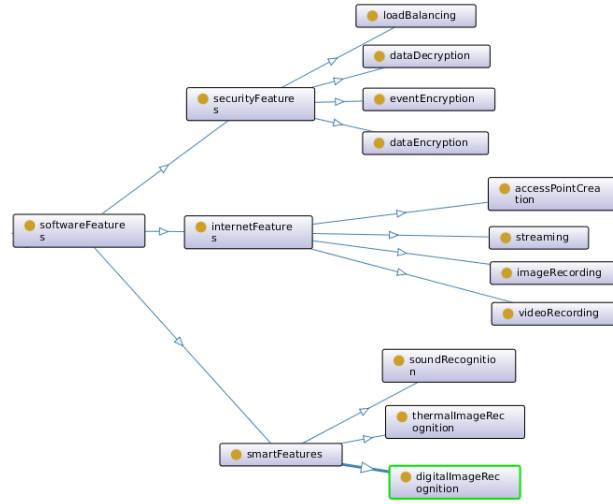 loadBalancing
dataDecryption
securityFeature
s
eventEncryption
dataEncryption
accessPointCrea
tion
softwareFeature
s
internetFeature
s
streaming
imageRecording
videoRecording
soundRecognitio
n
thermalImageRec
ognition
smartFeatures
digitalImageRec
ognition